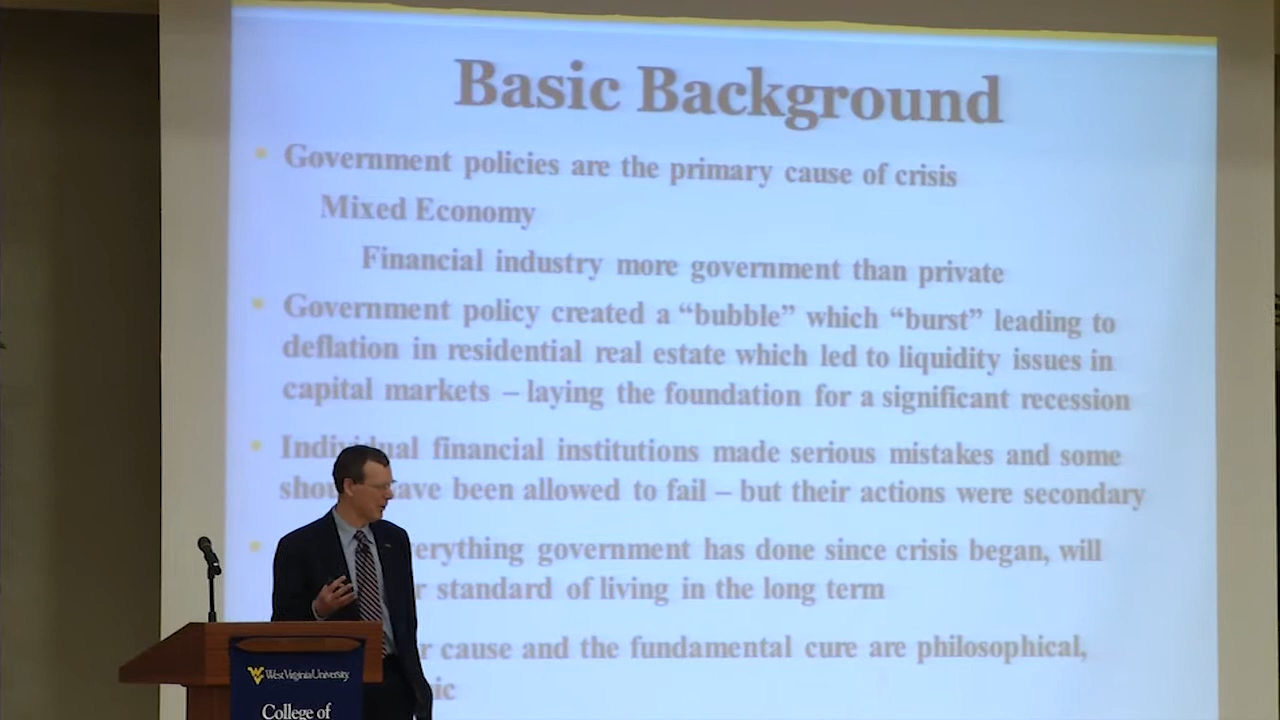 Basic Background
Government policies are the primary cause of crisis
Mixed Economy
Financial industry more government than private
Government policy created a “bubble” which “burst” leading to
deflation in residential real estate which led to liquidity issues in
capital markets – laying the foundation for a significant recession
Individual financial institutions made serious mistakes and some
have been allowed to fail – but their actions were secondary
government has done since crisis began, will
standard of living in the long term
cause and the fundamental cure are philosophical,
West Virginia University
College of